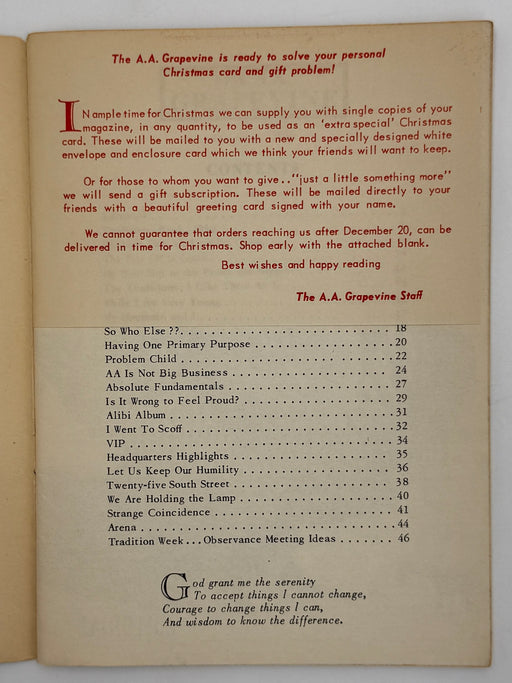 The A.A. Grapevine is ready to solve your personal
Christmas card and gift problem!
IN ample time for Christmas we can supply you with single copies of your
magazine, in any quantity, to be used as an 'extra special' Christmas
card. These will be mailed to you with a new and specially designed white
envelope and enclosure card which we think your friends will want to keep.
Or for those to whom you want to give.."just a little something more"
we will send a gift subscription. These will be mailed directly to your
friends with a beautiful greeting card signed with your name.
We cannot guarantee that orders reaching us after December 20, can be
delivered in time for Christmas. Shop early with the attached blank.
Best wishes and happy reading
The A.A. Grapevine Staff
So Who Else ??. . . . . . . . . . . . . . . . . . . . . . . . . . 18
Having One Primary Purpose . . . . . . . . . . . . . . . . 20
Problem Child . . . . . . . . . . . . . . . . . . . . . . . . . . 22
AA Is Not Big Business . . . . . . . . . . . . . . . . . . . . 24
Absolute Fundamentals . . . . . . . . . . . . . . . . . . . . 27
Is It Wrong to Feel Proud? . . . . . . . . . . . . . . . . . . 29
Alibi Album . . . . . . . . . . . . . . . . . . . . . . . . . . . 31
I Went To Scoff . . . . . . . . . . . . . . . . . . . . . . . . . 32
VIP . . . . . . . . . . . . . . . . . . . . . . . . . . . . . . . . 34
Headquarters Highlights . . . . . . . . . . . . . . . . . . . 35
Let Us Keep Our Humility . . . . . . . . . . . . . . . . . . 36
Twenty-five South Street . . . . . . . . . . . . . . . . . . . 38
We Are Holding the Lamp . . . . . . . . . . . . . . . . . . 40
Strange Coincidence . . . . . . . . . . . . . . . . . . . . . . 41
Arena . . . . . . . . . . . . . . . . . . . . . . . . . . . . . . 44
Tradition Week...Observance Meeting Ideas . . . . . . . 46
God grant me the serenity
To accept things I cannot change,
Courage to change things I can,
And wisdom to know the difference.